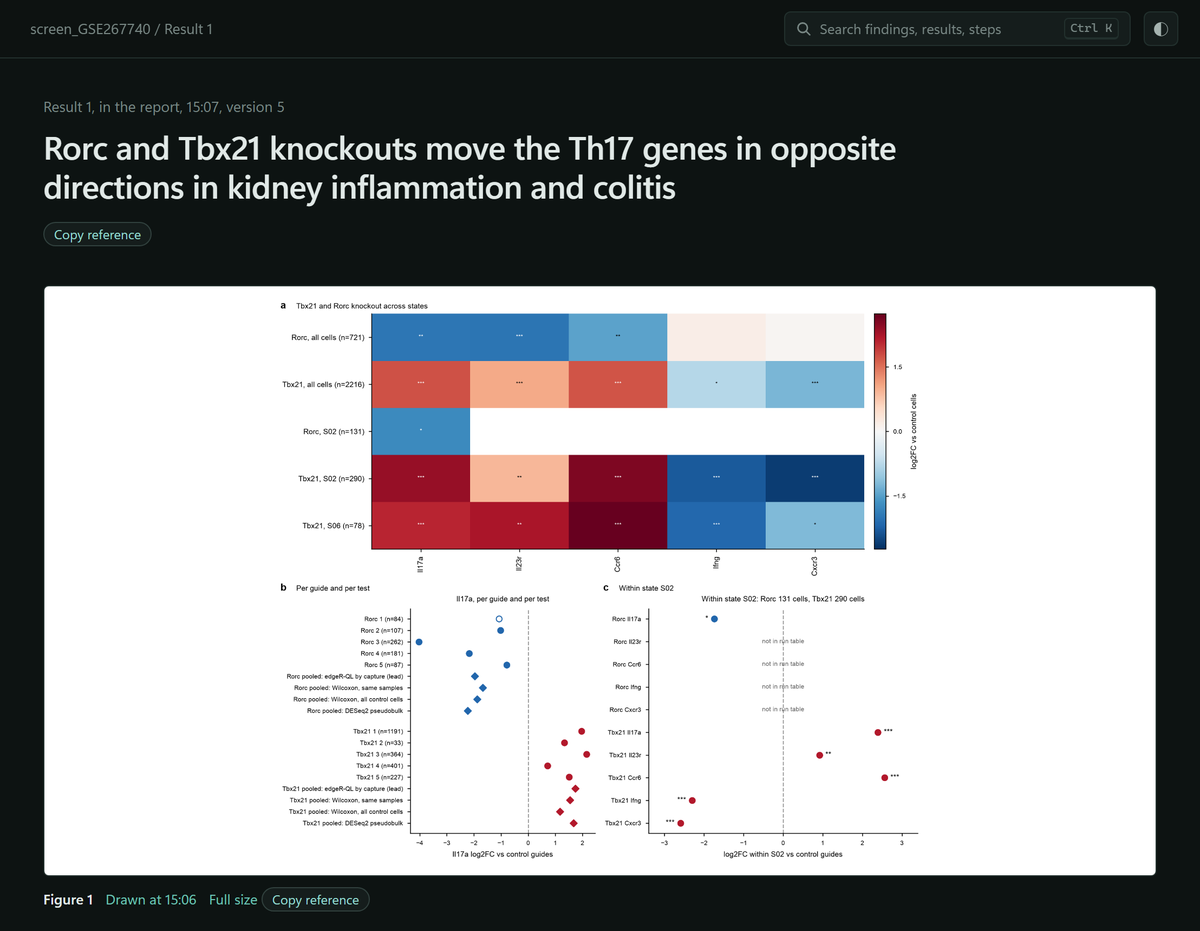 screen_GSE267740 / Result 1
Search findings, results, steps
Ctrl K
Result 1, in the report, 15:07, version 5
Rorc and Tbx21 knockouts move the Th17 genes in opposite
directions in kidney inflammation and colitis
Copy reference
a Tbx21 and Rorc knockout across states
Rorc, all cells (n=721)
** *** **
Tbx21, all cells (n=2216)
*** *** *** * ***
Rorc, S02 (n=131)
*
Tbx21, S02 (n=290)
*** ** *** *** ***
Tbx21, S06 (n=78)
*** ** *** *** *
Il17a
Il23r
Ccr6
Ifng
Cxcr3
1.5
0.0
−1.5
log2FC vs control cells
b Per guide and per test
Il17a, per guide and per test
Rorc 1 (n=84)
Rorc 2 (n=107)
Rorc 3 (n=262)
Rorc 4 (n=181)
Rorc 5 (n=87)
Rorc pooled: edgeR-QL by capture (lead)
Rorc pooled: Wilcoxon, same samples
Rorc pooled: Wilcoxon, all control cells
Rorc pooled: DESeq2 pseudobulk
Tbx21 1 (n=1191)
Tbx21 2 (n=33)
Tbx21 3 (n=364)
Tbx21 4 (n=401)
Tbx21 5 (n=227)
Tbx21 pooled: edgeR-QL by capture (lead)
Tbx21 pooled: Wilcoxon, same samples
Tbx21 pooled: Wilcoxon, all control cells
Tbx21 pooled: DESeq2 pseudobulk
−4 −3 −2 −1 0 1 2
Il17a log2FC vs control guides
c Within state S02
Within state S02: Rorc 131 cells, Tbx21 290 cells
Rorc Il17a *
Rorc Il23r not in run table
Rorc Ccr6 not in run table
Rorc Ifng not in run table
Rorc Cxcr3 not in run table
Tbx21 Il17a ***
Tbx21 Il23r **
Tbx21 Ccr6 ***
Tbx21 Ifng ***
Tbx21 Cxcr3 ***
−3 −2 −1 0 1 2 3
log2FC within S02 vs control guides
Figure 1 Drawn at 15:06 Full size Copy reference